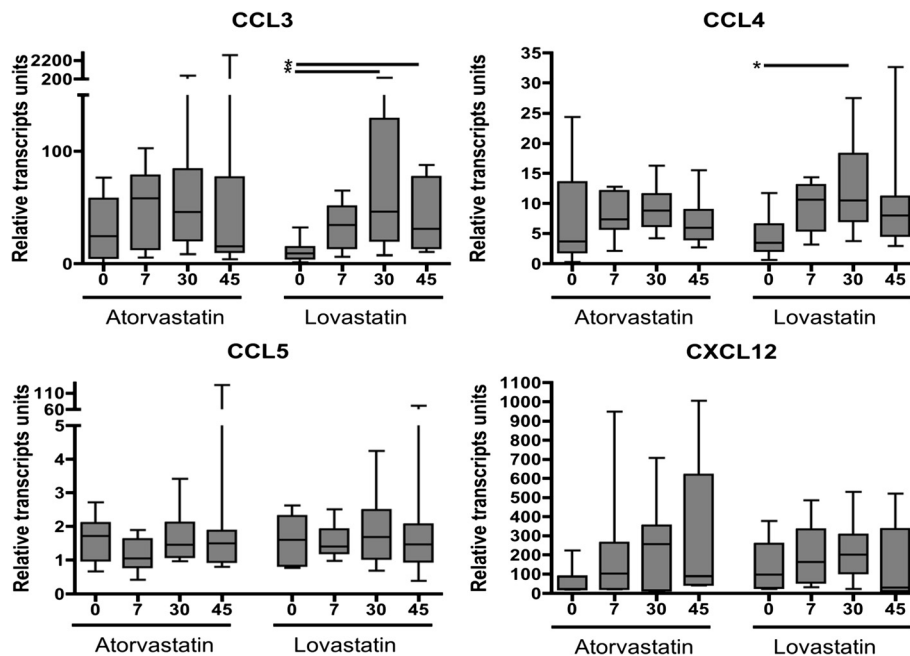 CCL3
Relative transcripts units
2200
200
100
0
*
*
0 7 30 45 0 7 30 45
Atorvastatin Lovastatin
CCL4
Relative transcripts units
35
30
25
20
15
10
5
0
*
0 7 30 45 0 7 30 45
Atorvastatin Lovastatin
CCL5
Relative transcripts units
110
60
5
4
3
2
1
0
0 7 30 45 0 7 30 45
Atorvastatin Lovastatin
CXCL12
Relative transcripts units
1100
1000
900
800
700
600
500
400
300
200
100
0 7 30 45 0 7 30 45
Atorvastatin Lovastatin